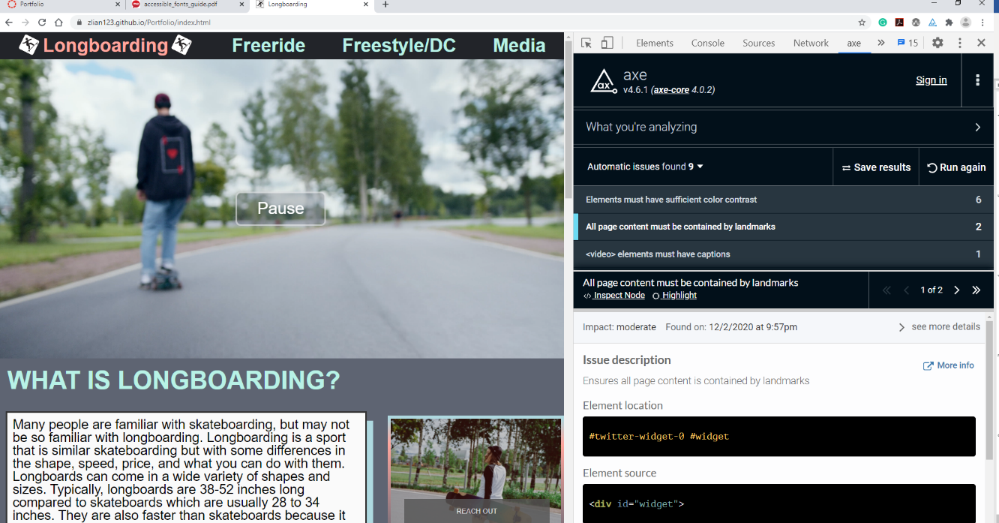 Portfolio
accessible_fonts_guide.pdf
Longboarding
zlian123.github.io/Portfolio/index.html
Longboarding
Freeride
Freestyle/DC
Media
Pause
WHAT IS LONGBOARDING?
Many people are familiar with skateboarding, but may not
be so familiar with longboarding. Longboarding is a sport
that is similar skateboarding but with some differences in
the shape, speed, price, and what you can do with them.
Longboards can come in a wide variety of shapes and
sizes. Typically, longboards are 38-52 inches long
compared to skateboards which are usually 28 to 34
inches. They are also faster than skateboards because it
REACH OUT
Elements
Console
Sources
Network
axe
15
ax
axe
v4.6.1 (axe-core 4.0.2)
Sign in
What you're analyzing
Automatic issues found 9
Save results
Run again
Elements must have sufficient color contrast 6
All page content must be contained by landmarks 2
<video> elements must have captions 1
All page content must be contained by landmarks
</> Inspect Node
Highlight
1 of 2
Impact: moderate
Found on: 12/2/2020 at 9:57pm
see more details
Issue description
More info
Ensures all page content is contained by landmarks
Element location
#twitter-widget-0 #widget
Element source
<div id="widget">